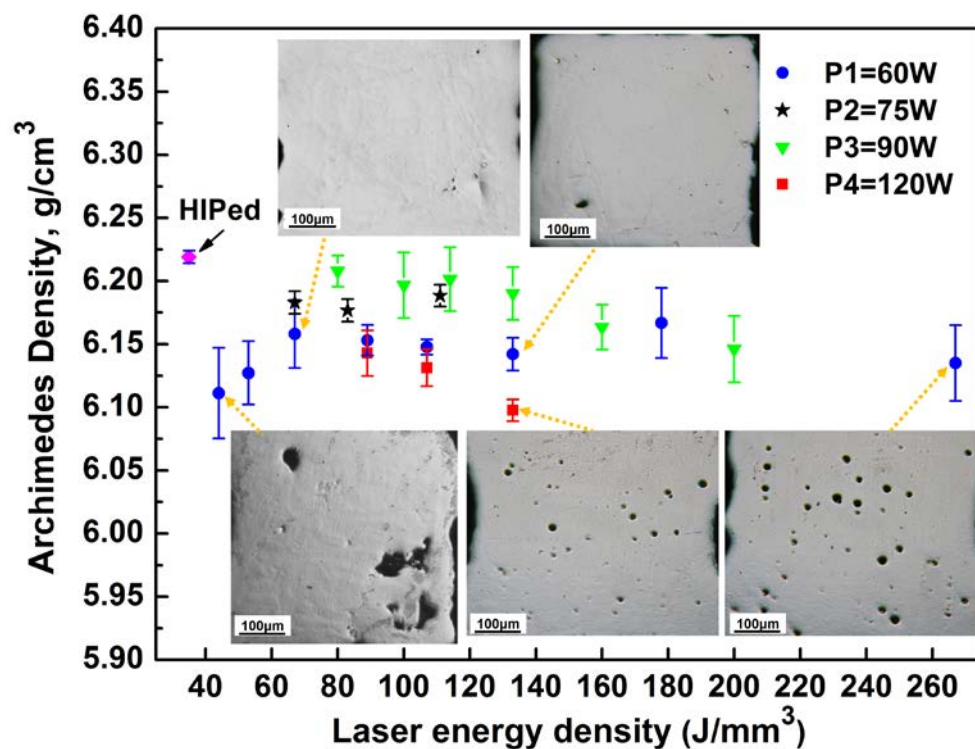 6.40
6.35
6.30
6.25
6.20
6.15
6.10
6.05
6.00
5.95
5.90
Archimedes Density, g/cm³
P1=60W
P2=75W
P3=90W
P4=120W
HIPed
100μm
100μm
100μm
100μm
100μm
40 60 80 100 120 140 160 180 200 220 240 260
Laser energy density (J/mm³)